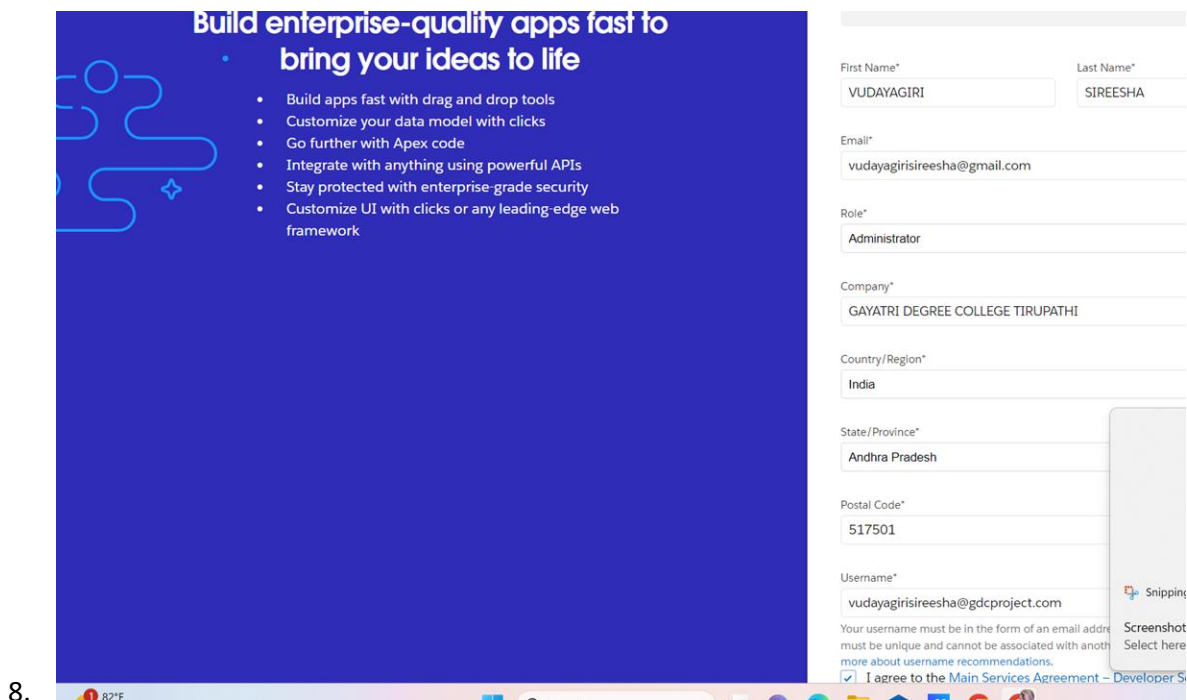 Build enterprise-quality apps fast to
bring your ideas to life
• Build apps fast with drag and drop tools
• Customize your data model with clicks
• Go further with Apex code
• Integrate with anything using powerful APIs
• Stay protected with enterprise-grade security
• Customize UI with clicks or any leading-edge web
framework
First Name* Last Name*
VUDAYAGIRI SIREESHA
Email*
vudayagirisireesha@gmail.com
Role*
Administrator
Company*
GAYATRI DEGREE COLLEGE TIRUPATHI
Country/Region*
India
State/Province*
Andhra Pradesh
Postal Code*
517501
Username*
vudayagirisireesha@gdcproject.com
Your username must be in the form of an email addre
must be unique and cannot be associated with anoth
more about username recommendations.
I agree to the Main Services Agreement – Developer Se
Snipping
Screenshot
Select here
8.
1
82°F